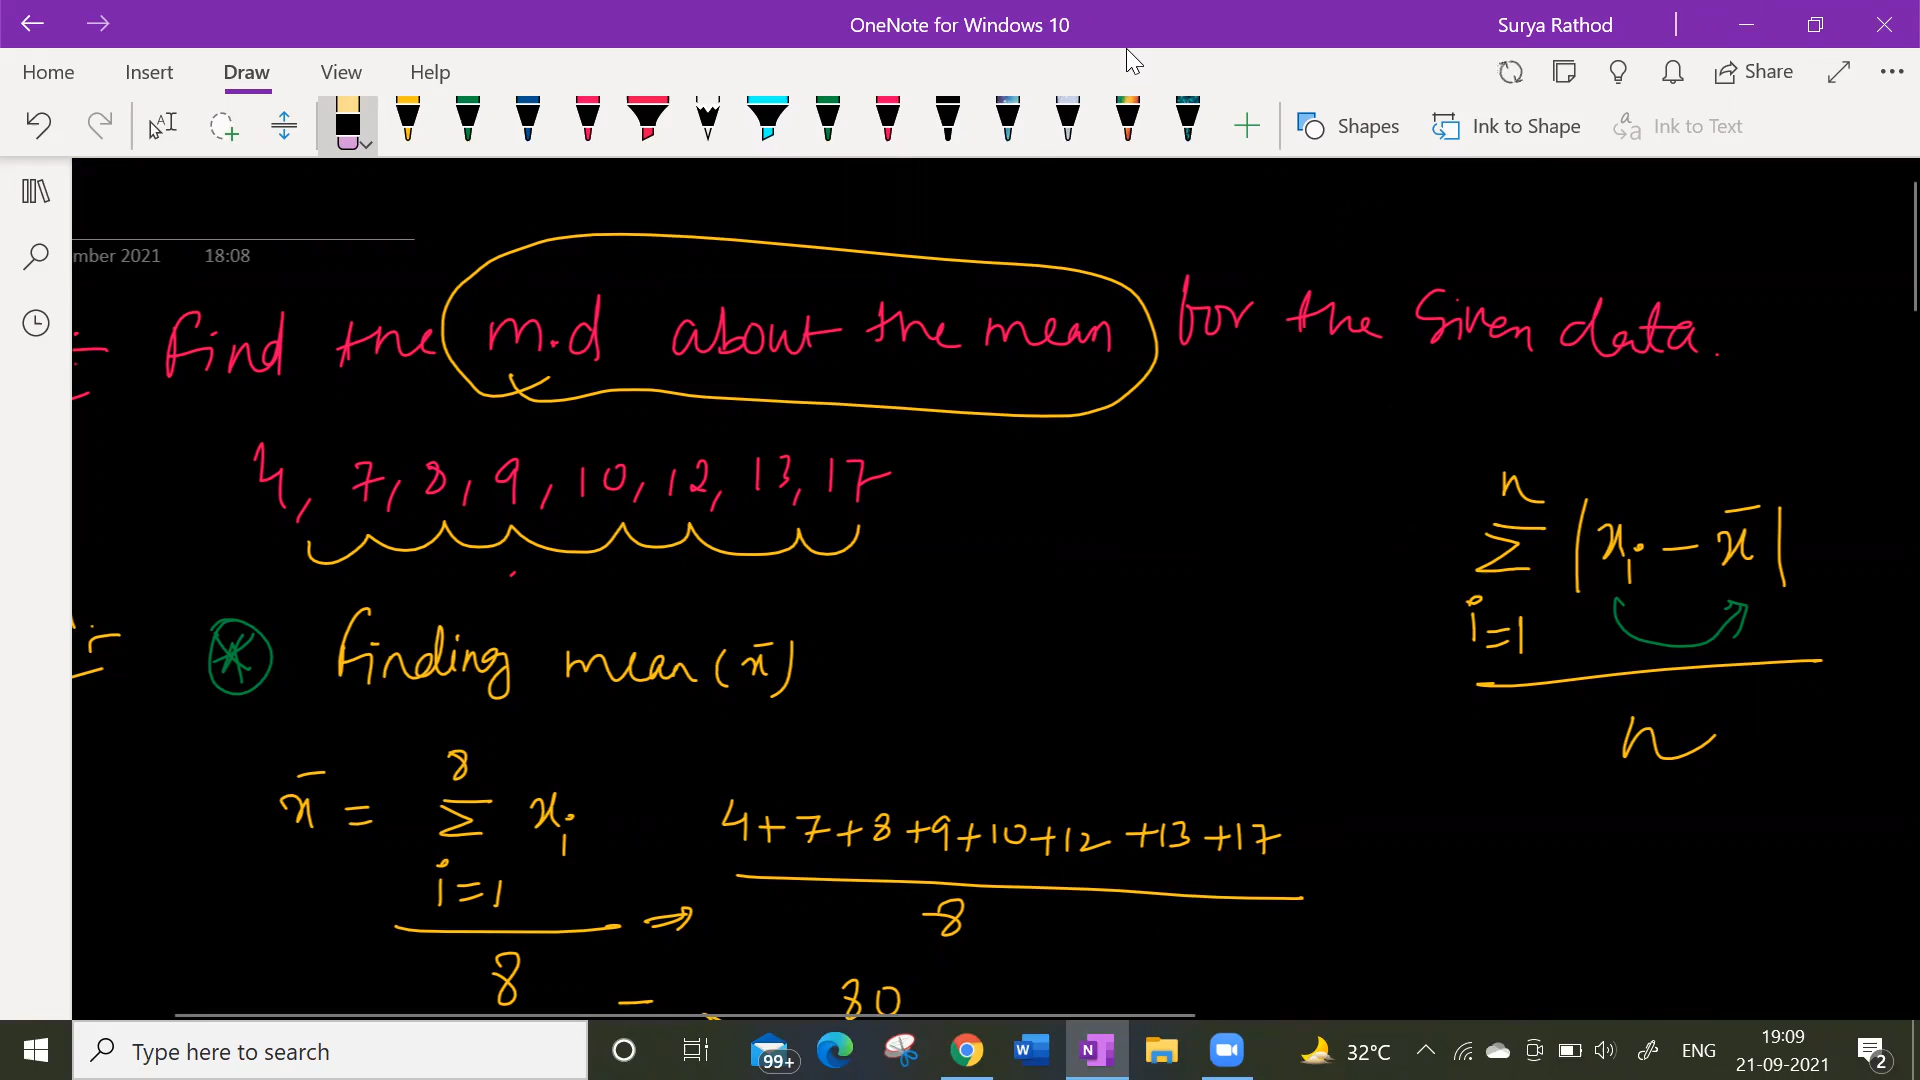 OneNote for Windows 10 Surya Rathod
Home Insert Draw View Help Share
Shapes Ink to Shape Ink to Text
mber 2021 18:08
Find the m.d about the mean for the Given data.
4, 7, 8, 9, 10, 12, 13, 17
n
Σ |xᵢ - x̄|
i=1
n
Finding mean (x̄)
8
x̄ = Σ xᵢ
i=1
8
⇒ 4+7+8+9+10+12+13+17
8
80
Type here to search 99+ 32°C ENG 19:09
21-09-2021 2